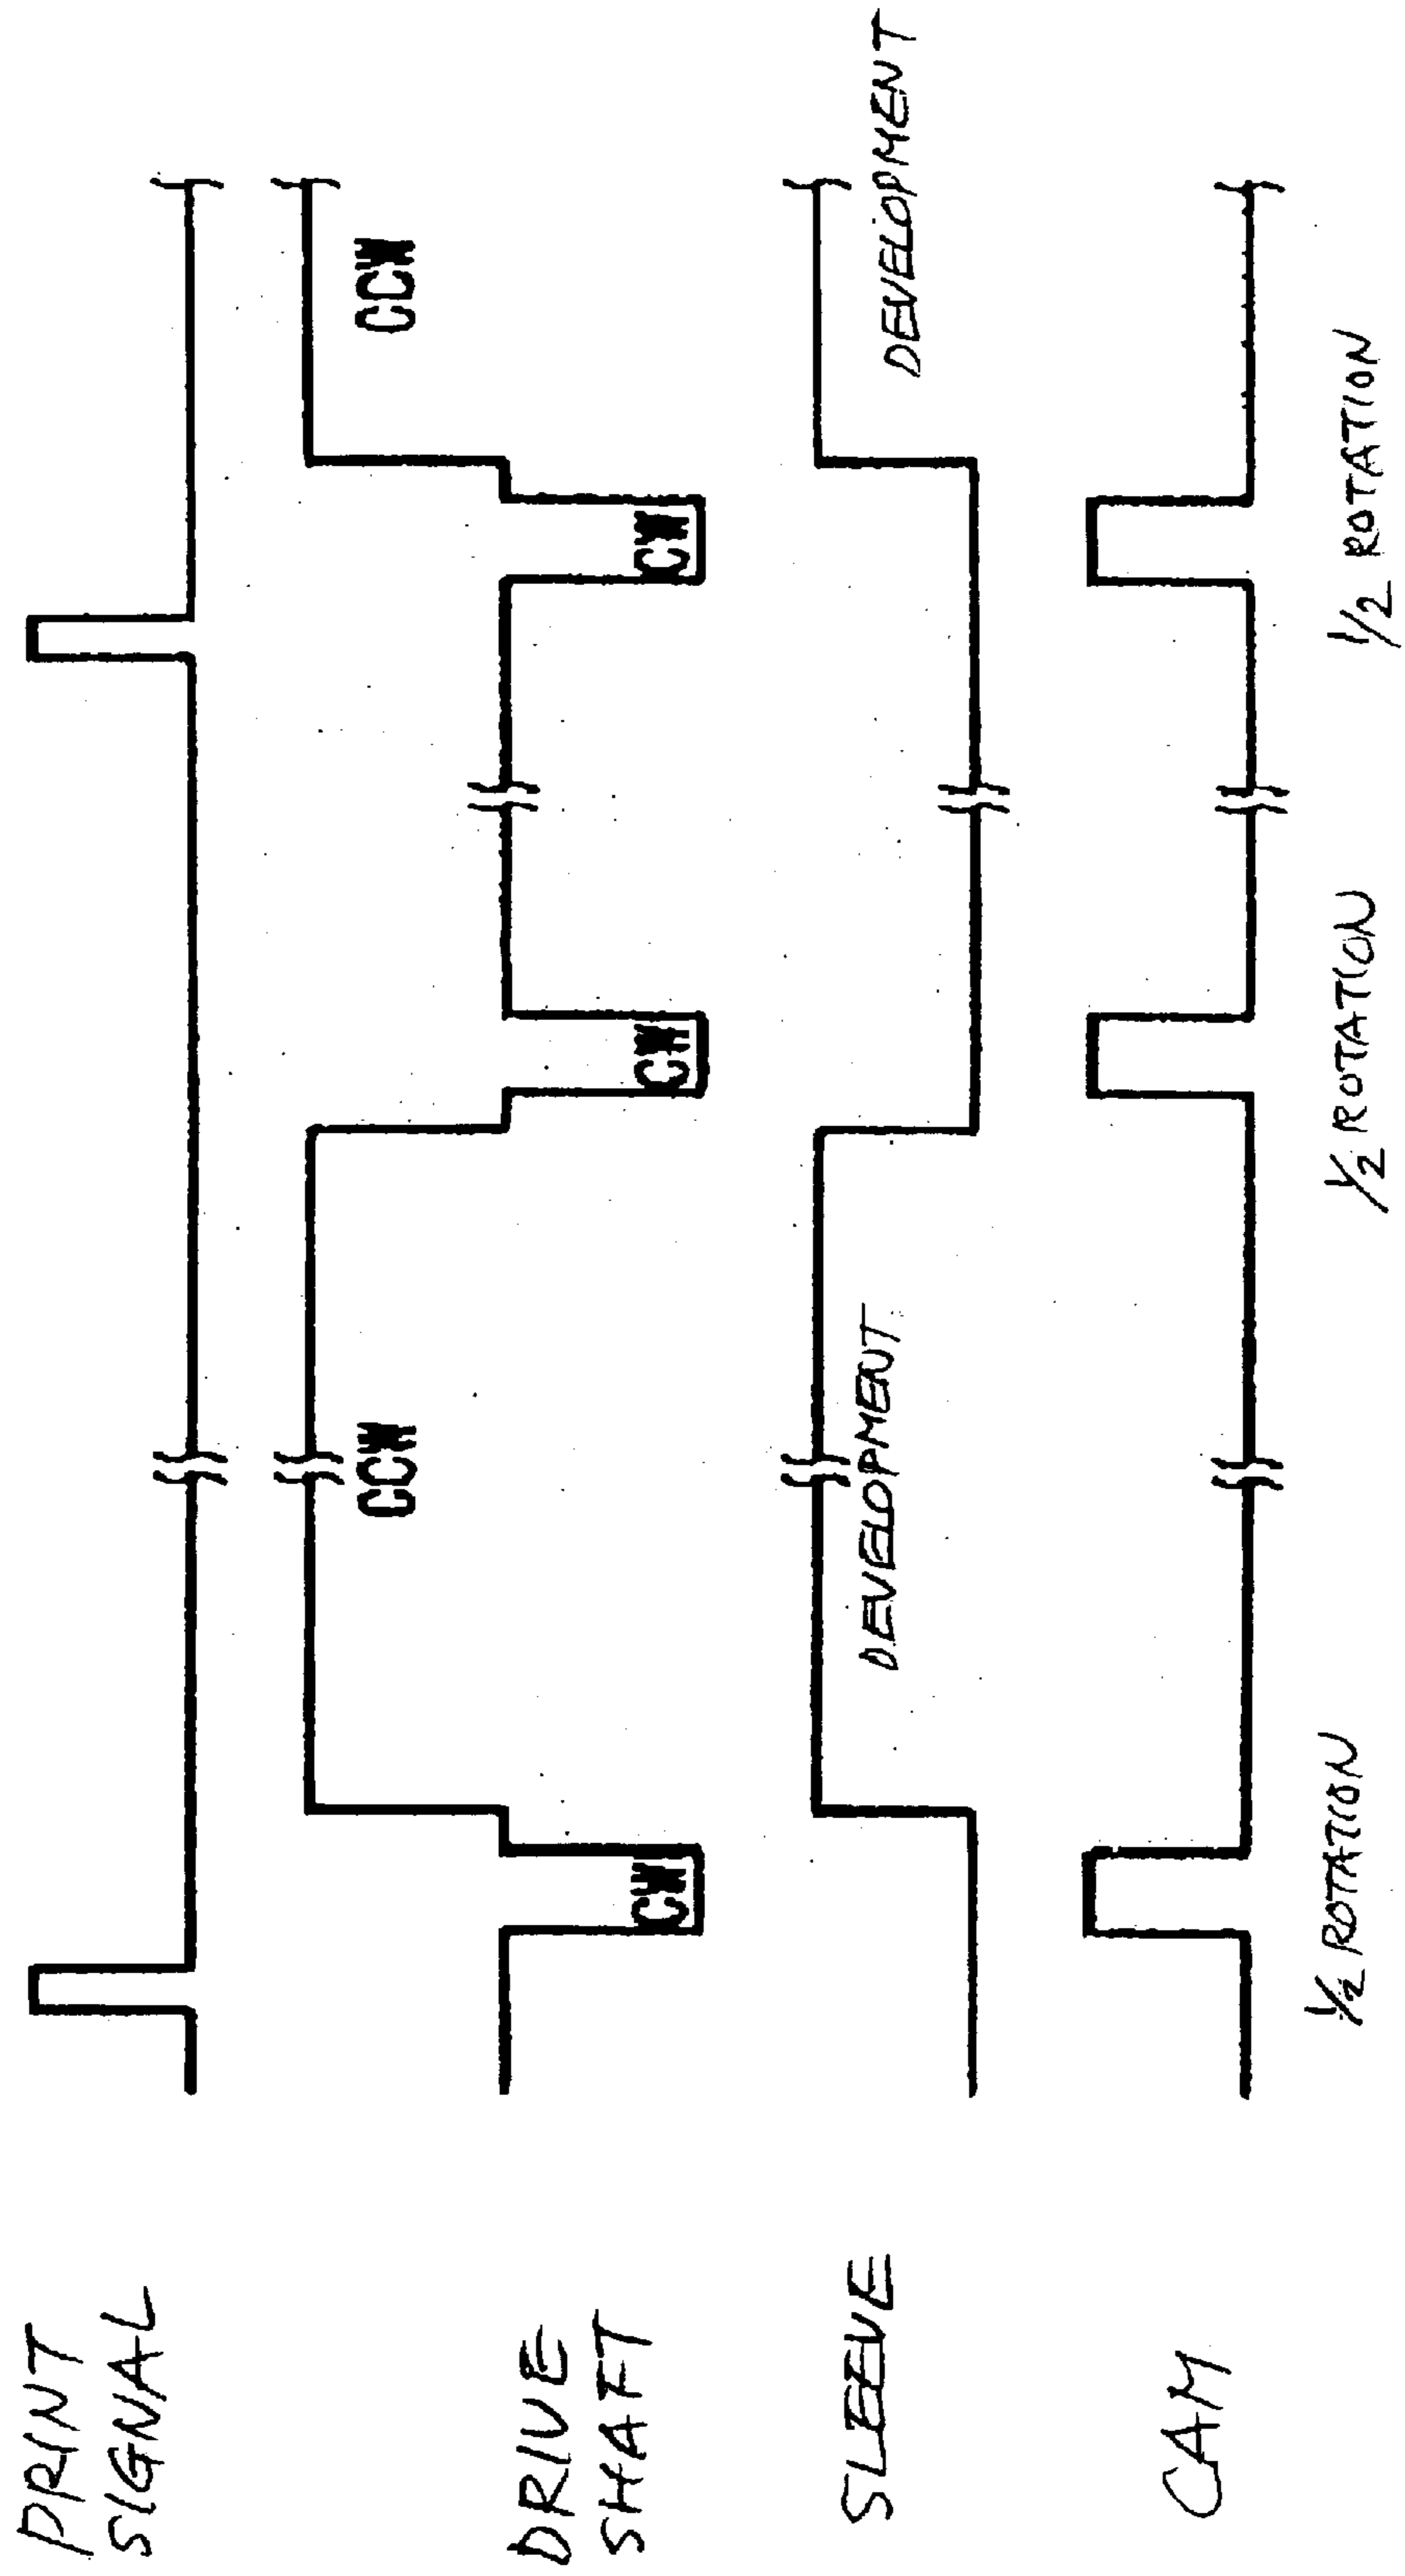 PRINT
SIGNAL
CCW
CCW
DRIVE
SHAFT
CW
CW
CW
SLEEVE
DEVELOPMENT
DEVELOPMENT
CAM
1/2 ROTATION
1/2 ROTATION
1/2 ROTATION